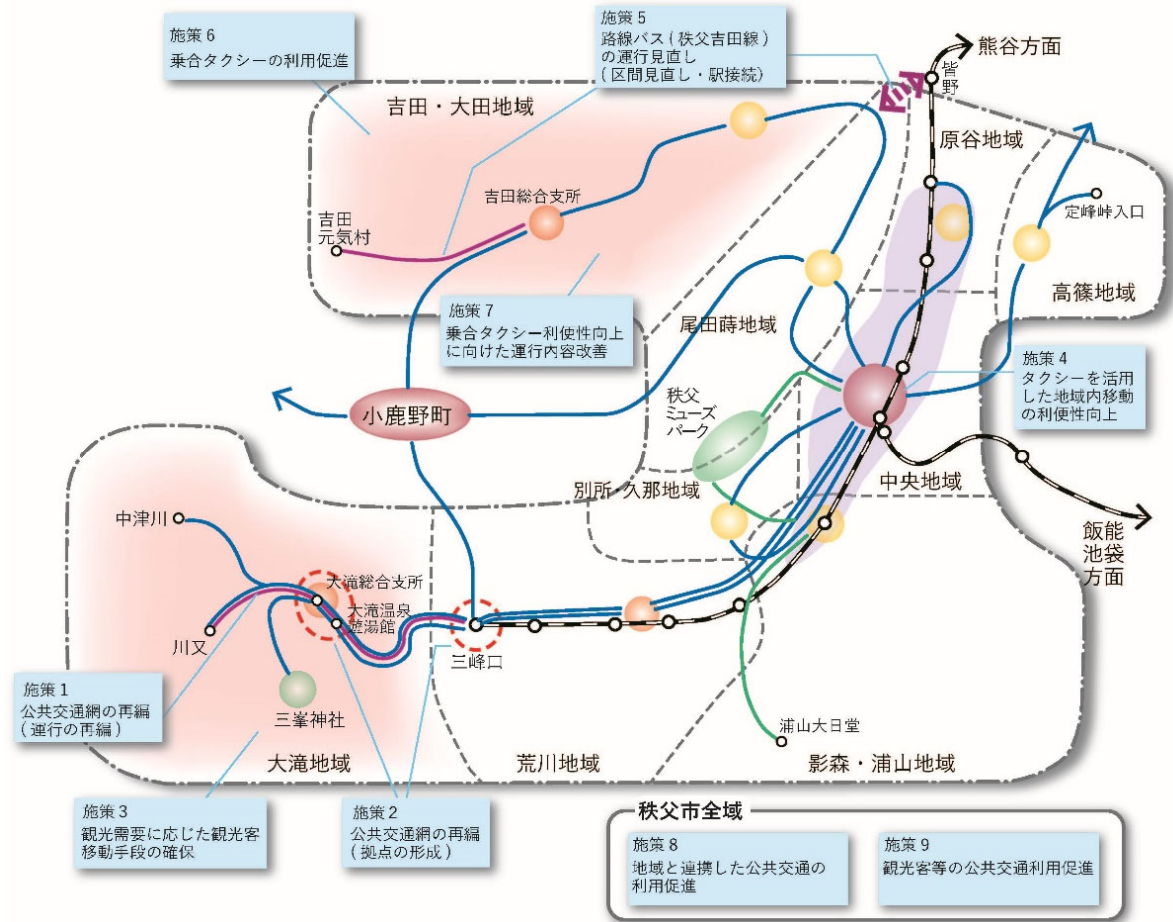 施策 6
乗合タクシーの利用促進
施策 5
路線バス ( 秩父吉田線 )
の運行見直し
( 区間見直し・駅接続 )
熊谷方面
皆野
吉田・大田地域
原谷地域
定峰峠入口
吉田総合支所
吉田
元気村
高篠地域
施策 7
乗合タクシー利便性向上
に向けた運行内容改善
尾田蒔地域
施策 4
タクシーを活用
した地域内移動
の利便性向上
秩父
ミューズ
パーク
小鹿野町
別所・久那地域
中央地域
飯能
池袋
方面
中津川
大滝総合支所
大滝温泉
遊湯館
川又
三峰口
施策 1
公共交通網の再編
( 運行の再編 )
三峯神社
浦山大日堂
大滝地域
荒川地域
影森・浦山地域
施策 3
観光需要に応じた観光客
移動手段の確保
施策 2
公共交通網の再編
( 拠点の形成 )
秩父市全域
施策 8
地域と連携した公共交通の
利用促進
施策 9
観光客等の公共交通利用促進